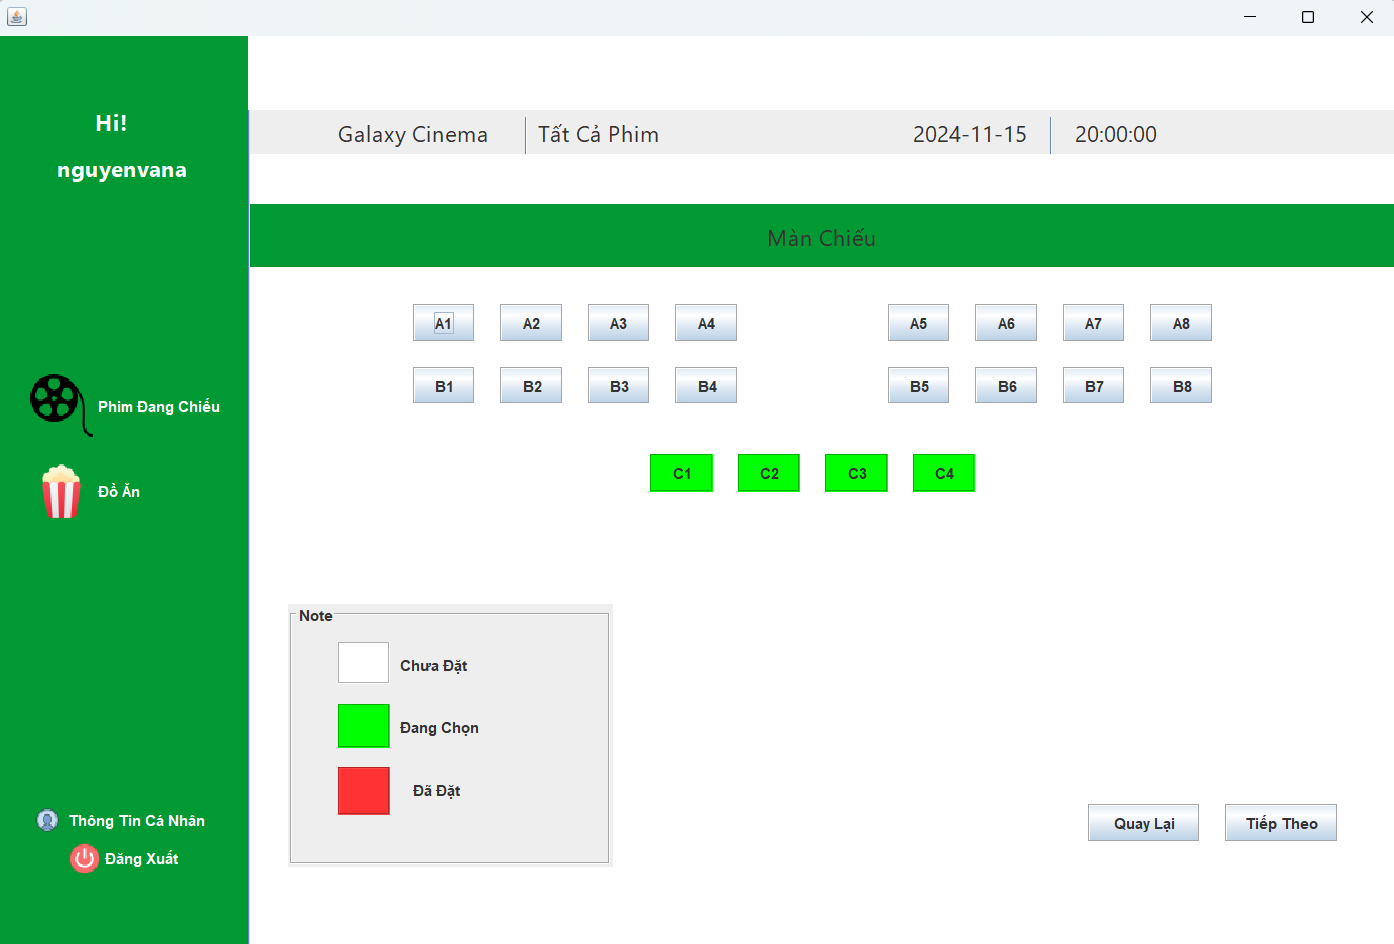 Hi!
nguyenvana
Phim Đang Chiếu
Đồ Ăn
Thông Tin Cá Nhân
Đăng Xuất
Galaxy Cinema Tất Cả Phim 2024-11-15 20:00:00
Màn Chiếu
A1 A2 A3 A4 A5 A6 A7 A8
B1 B2 B3 B4 B5 B6 B7 B8
C1 C2 C3 C4
Note
Chưa Đặt
Đang Chọn
Đã Đặt
Quay Lại Tiếp Theo